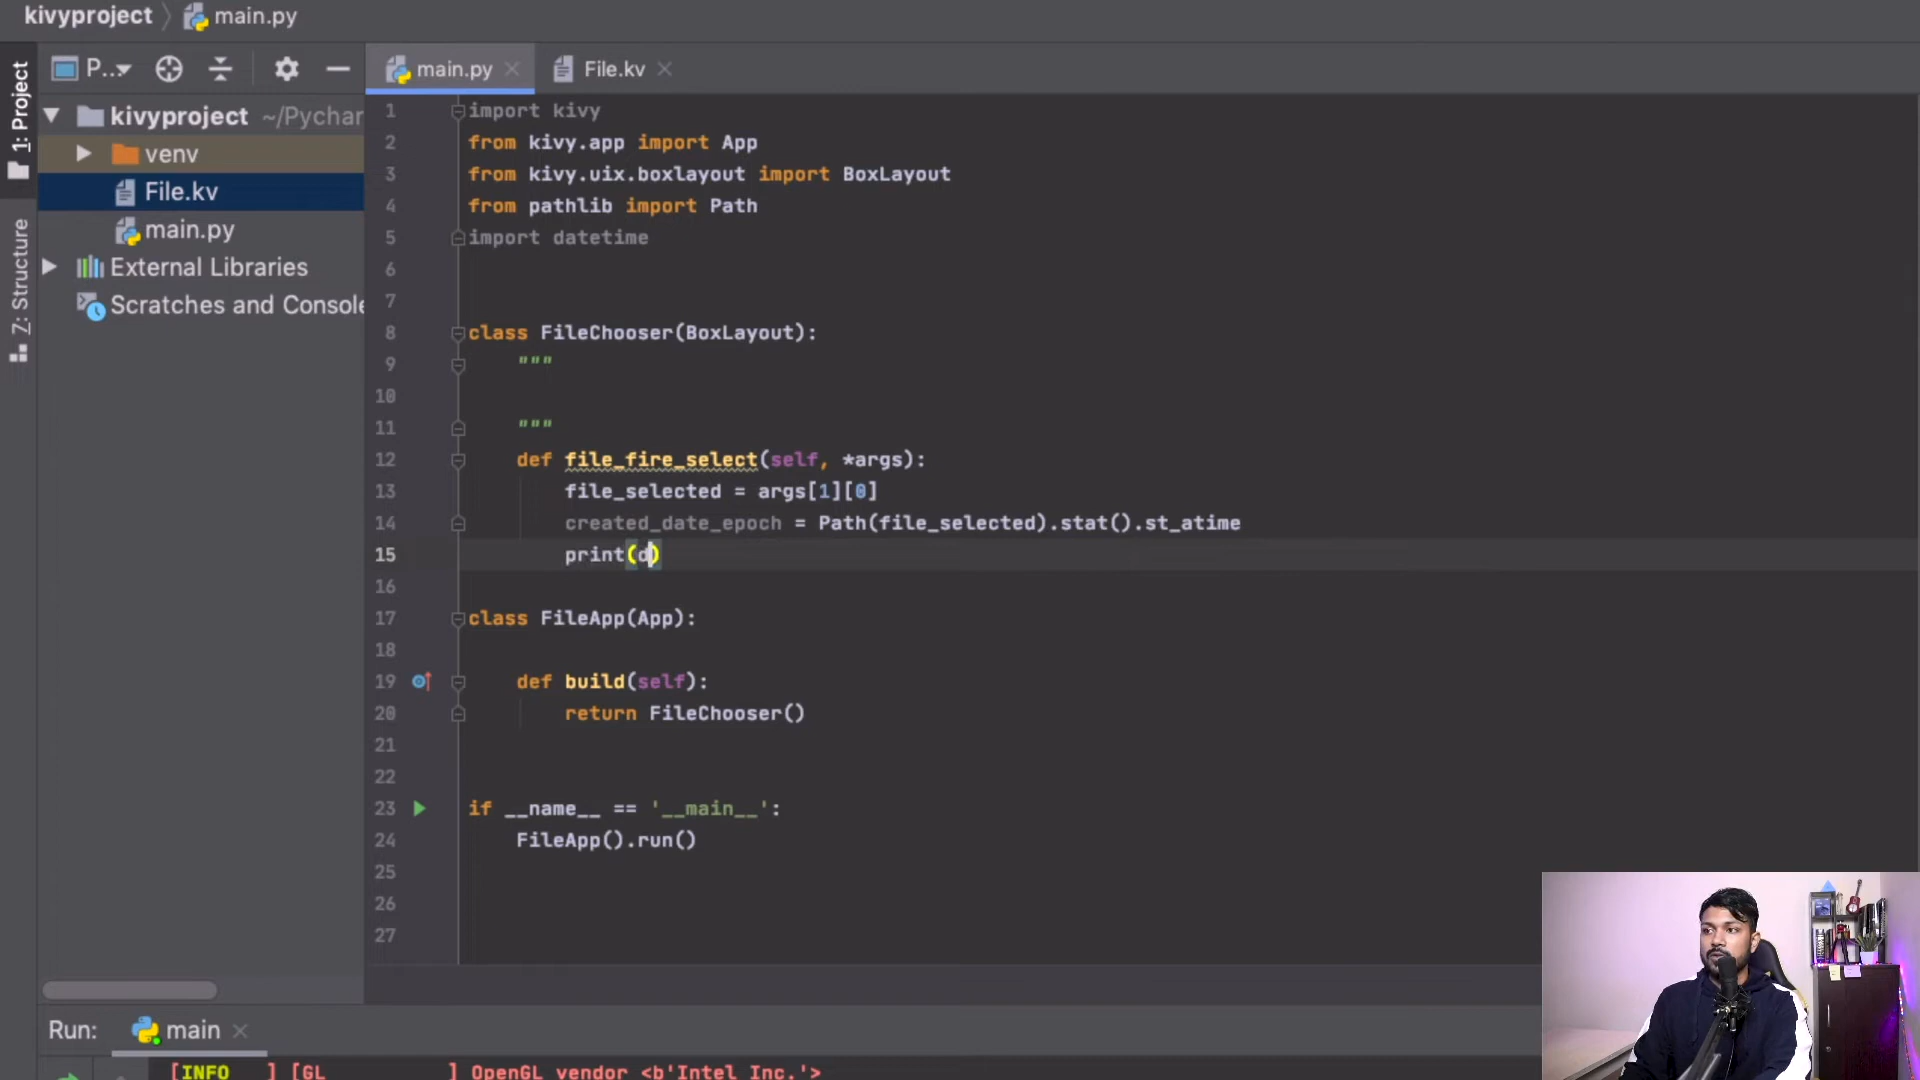 kivyproject main.py
P.. main.py File.kv
1: Project
Z: Structure
kivyproject ~/Pychar
venv
File.kv
main.py
External Libraries
Scratches and Console
1 import kivy
2 from kivy.app import App
3 from kivy.uix.boxlayout import BoxLayout
4 from pathlib import Path
5 import datetime
6
7
8 class FileChooser(BoxLayout):
9 """
10
11 """
12 def file_fire_select(self, *args):
13 file_selected = args[1][0]
14 created_date_epoch = Path(file_selected).stat().st_atime
15 print(d)
16
17 class FileApp(App):
18
19 def build(self):
20 return FileChooser()
21
22
23 if __name__ == '__main__':
24 FileApp().run()
25
26
27
Run: main
[INFO ] [GL ] OpenGL vendor <b'Intel Inc.'>